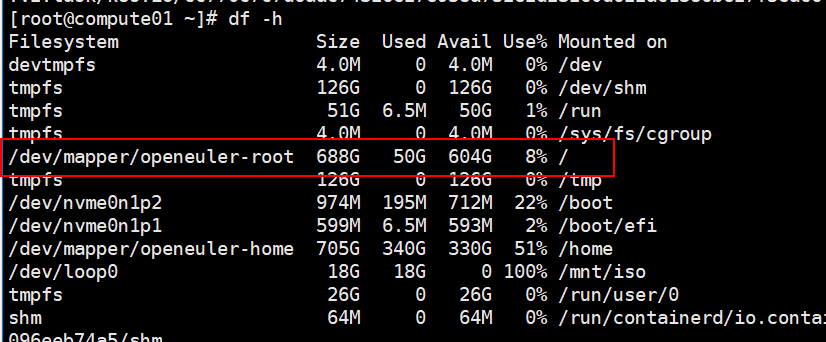 [root@compute01 ~]# df -h
Filesystem Size Used Avail Use% Mounted on
devtmpfs 4.0M 0 4.0M 0% /dev
tmpfs 126G 0 126G 0% /dev/shm
tmpfs 51G 6.5M 50G 1% /run
tmpfs 4.0M 0 4.0M 0% /sys/fs/cgroup
/dev/mapper/openeuler-root 688G 50G 604G 8% /
tmpfs 126G 0 126G 0% /tmp
/dev/nvme0n1p2 974M 195M 712M 22% /boot
/dev/nvme0n1p1 599M 6.5M 593M 2% /boot/efi
/dev/mapper/openeuler-home 705G 340G 330G 51% /home
/dev/loop0 18G 18G 0 100% /mnt/iso
tmpfs 26G 0 26G 0% /run/user/0
shm 64M 0 64M 0% /run/containerd/io.conta
096eeb74a5/shm